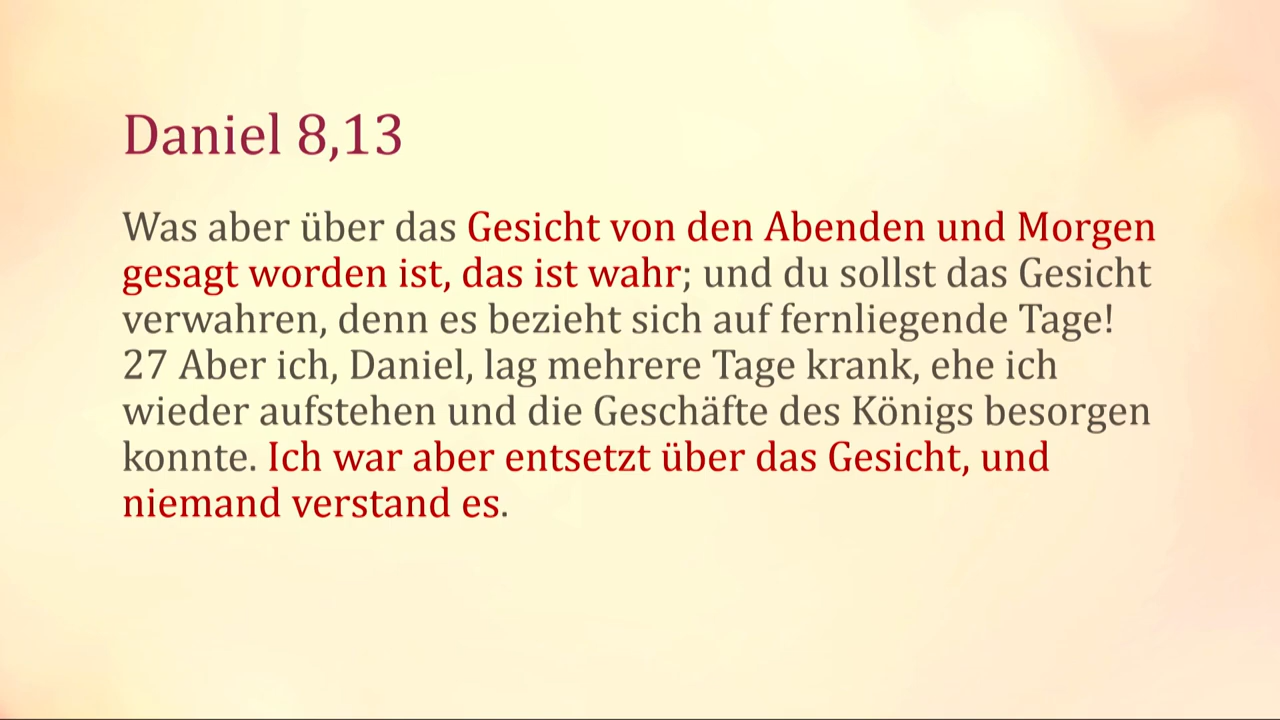 Daniel 8,13
Was aber über das Gesicht von den Abenden und Morgen
gesagt worden ist, das ist wahr; und du sollst das Gesicht
verwahren, denn es bezieht sich auf fernliegende Tage!
27 Aber ich, Daniel, lag mehrere Tage krank, ehe ich
wieder aufstehen und die Geschäfte des Königs besorgen
konnte. Ich war aber entsetzt über das Gesicht, und
niemand verstand es.